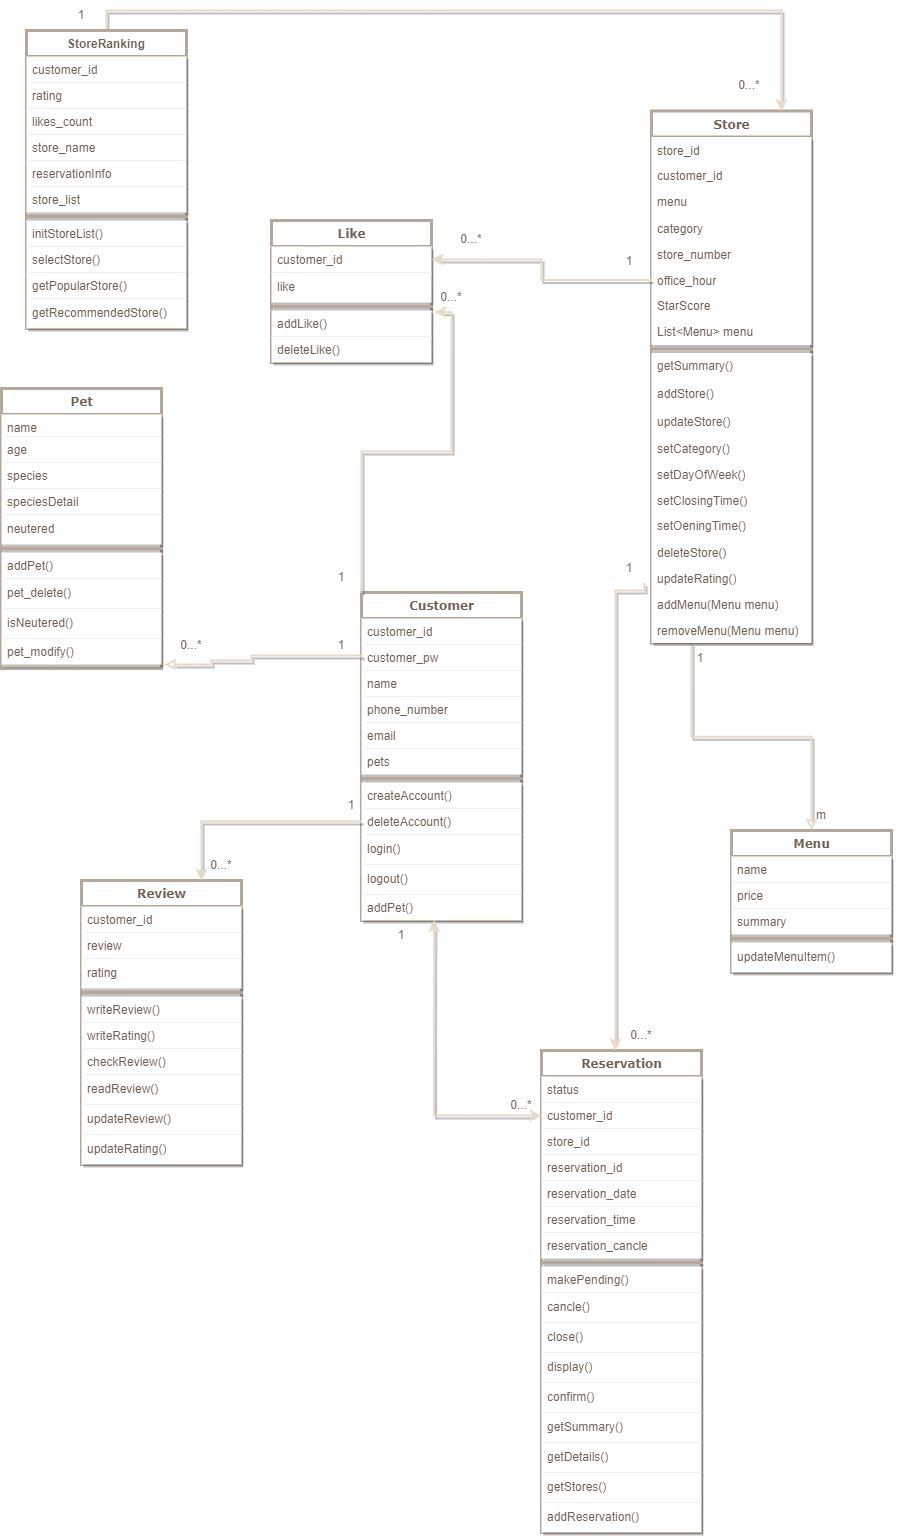 1
StoreRanking
customer_id
rating
likes_count
store_name
reservationInfo
store_list
initStoreList()
selectStore()
getPopularStore()
getRecommendedStore()
0...*
Store
store_id
customer_id
menu
category
store_number
office_hour
StarScore
List<Menu> menu
getSummary()
addStore()
updateStore()
setCategory()
setDayOfWeek()
setClosingTime()
setOeningTime()
deleteStore()
updateRating()
addMenu(Menu menu)
removeMenu(Menu menu)
Like
customer_id
like
addLike()
deleteLike()
0...*
1
0...*
Pet
name
age
species
speciesDetail
neutered
addPet()
pet_delete()
isNeutered()
pet_modify()
0...*
1
1
Customer
customer_id
customer_pw
name
phone_number
email
pets
createAccount()
deleteAccount()
login()
logout()
addPet()
1
1
1
m
Menu
name
price
summary
updateMenuItem()
0...*
Review
customer_id
review
rating
writeReview()
writeRating()
checkReview()
readReview()
updateReview()
updateRating()
1
0...*
0...*
Reservation
status
customer_id
store_id
reservation_id
reservation_date
reservation_time
reservation_cancle
makePending()
cancle()
close()
display()
confirm()
getSummary()
getDetails()
getStores()
addReservation()